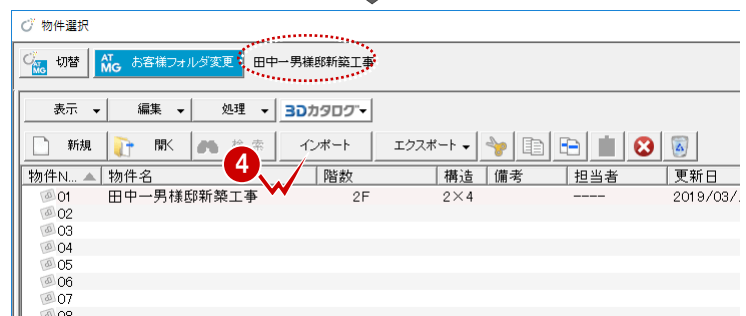 物件選択
切替 AT MG お客様フォルダ変更 田中一男様邸新築工事
表示 編集 処理 3Dカタログ
新規 開く 検索 インポート エクスポート
4
物件N... 物件名 階数 構造 備考 担当者 更新日
01 田中一男様邸新築工事 2F 2×4 ---- 2019/03/
02
03
04
05
06
07
08